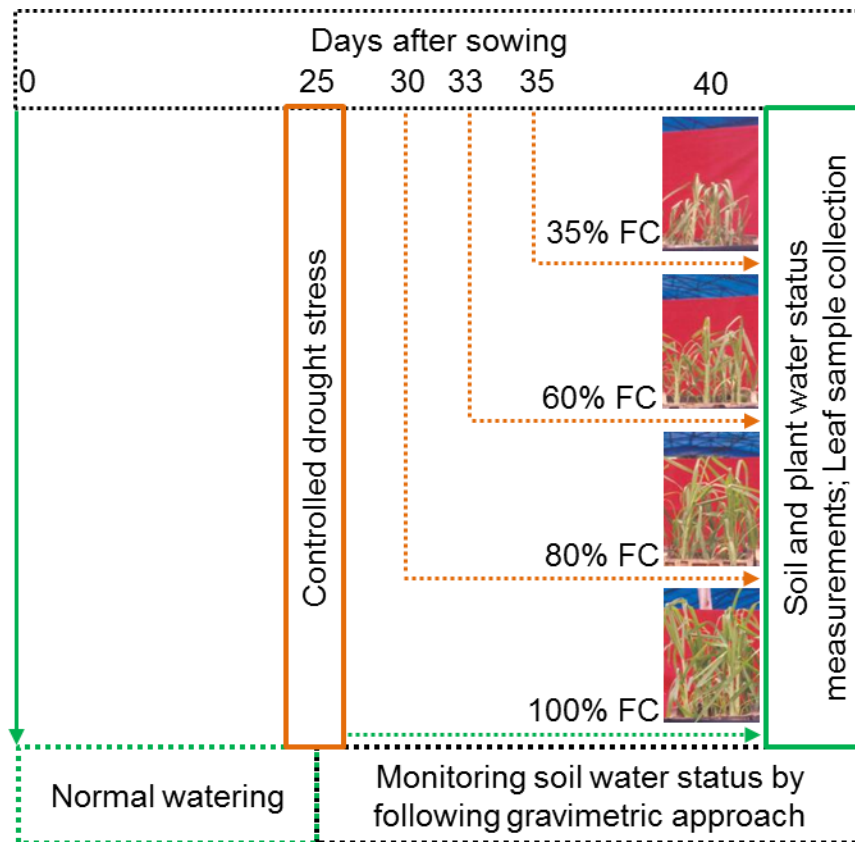 Days after sowing
0 25 30 33 35 40
Controlled drought stress
35% FC
60% FC
80% FC
100% FC
Soil and plant water status
measurements; Leaf sample collection
Normal watering
Monitoring soil water status by
following gravimetric approach